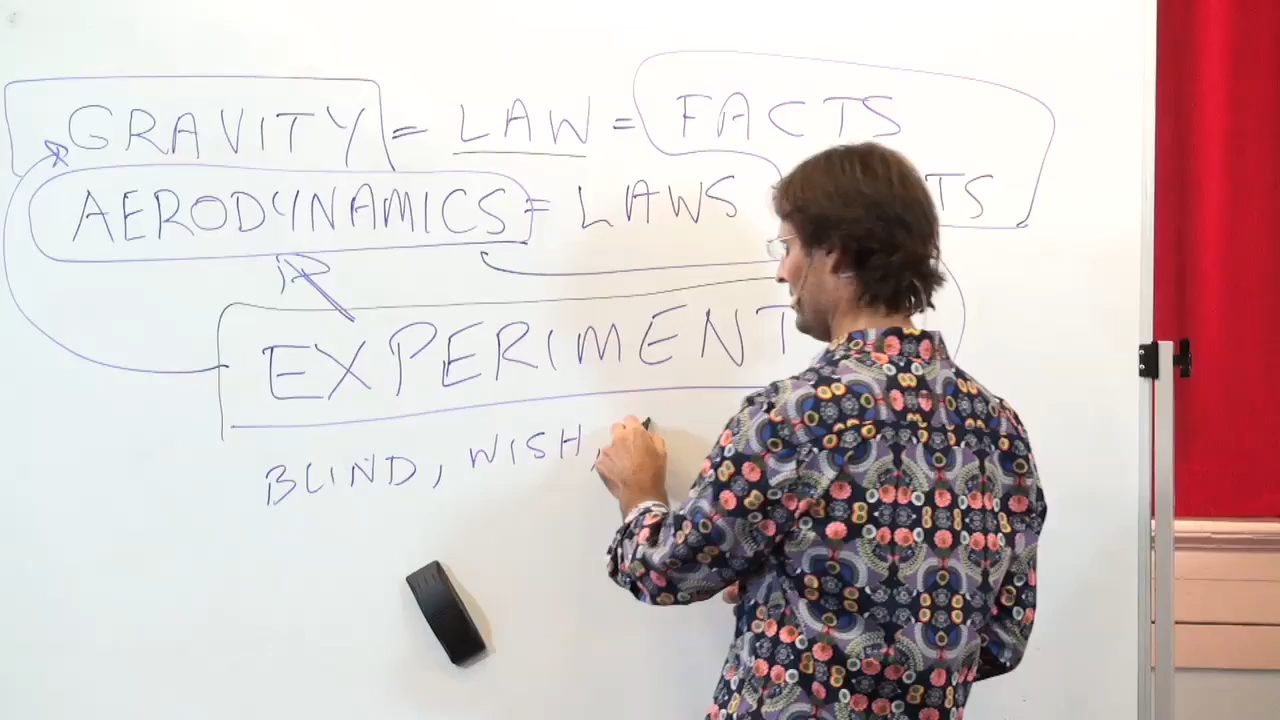 GRAVITY = LAW = FACTS
AERODYNAMICS = LAWS
EXPERIMENT
BLIND, WISH,